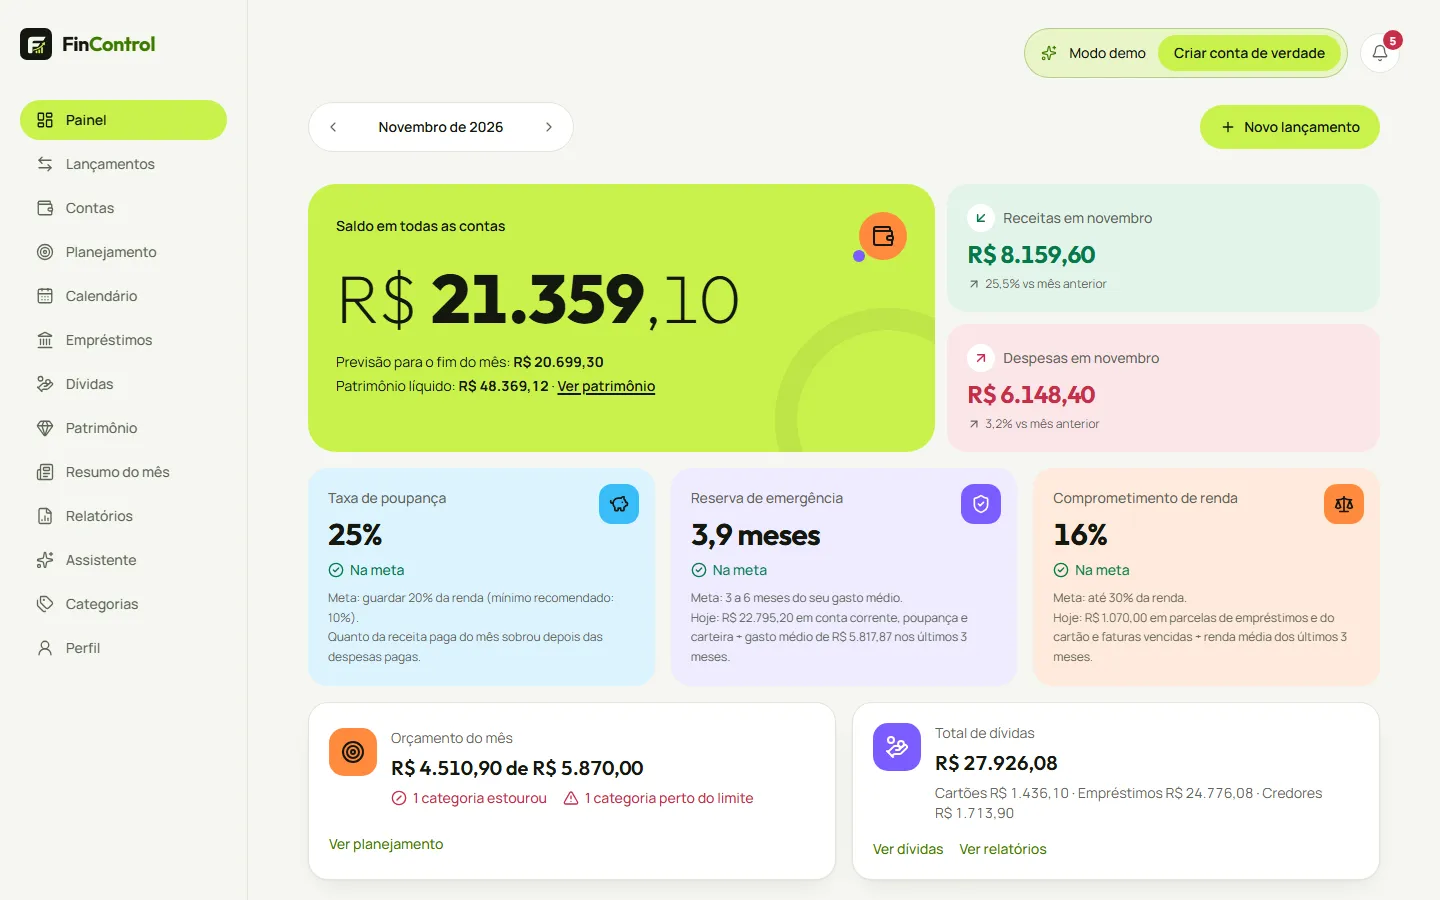 FinControl
Modo demo
Criar conta de verdade
5
Painel
Lançamentos
Contas
Planejamento
Calendário
Empréstimos
Dívidas
Patrimônio
Resumo do mês
Relatórios
Assistente
Categorias
Perfil
Novembro de 2026
+ Novo lançamento
Saldo em todas as contas
R$ 21.359,10
Previsão para o fim do mês: R$ 20.699,30
Patrimônio líquido: R$ 48.369,12 · Ver patrimônio
Receitas em novembro
R$ 8.159,60
25,5% vs mês anterior
Despesas em novembro
R$ 6.148,40
3,2% vs mês anterior
Taxa de poupança
25%
Na meta
Meta: guardar 20% da renda (mínimo recomendado:
10%).
Quanto da receita paga do mês sobrou depois das
despesas pagas.
Reserva de emergência
3,9 meses
Na meta
Meta: 3 a 6 meses do seu gasto médio.
Hoje: R$ 22.795,20 em conta corrente, poupança e
carteira ÷ gasto médio de R$ 5.817,87 nos últimos 3
meses.
Comprometimento de renda
16%
Na meta
Meta: até 30% da renda.
Hoje: R$ 1.070,00 em parcelas de empréstimos e do
cartão e faturas vencidas ÷ renda média dos últimos 3
meses.
Orçamento do mês
R$ 4.510,90 de R$ 5.870,00
1 categoria estourou
1 categoria perto do limite
Ver planejamento
Total de dívidas
R$ 27.926,08
Cartões R$ 1.436,10 · Empréstimos R$ 24.776,08 · Credores
R$ 1.713,90
Ver dívidas
Ver relatórios